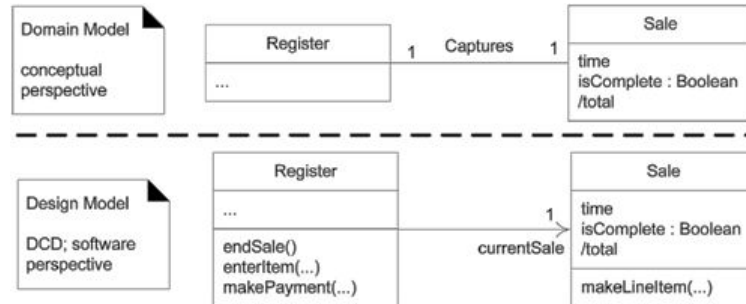 Domain Model
conceptual
perspective
Register
...
1 Captures 1
Sale
time
isComplete : Boolean
/total
Design Model
DCD; software
perspective
Register
...
endSale()
enterItem(...)
makePayment(...)
1
currentSale
Sale
time
isComplete : Boolean
/total
makeLineItem(...)